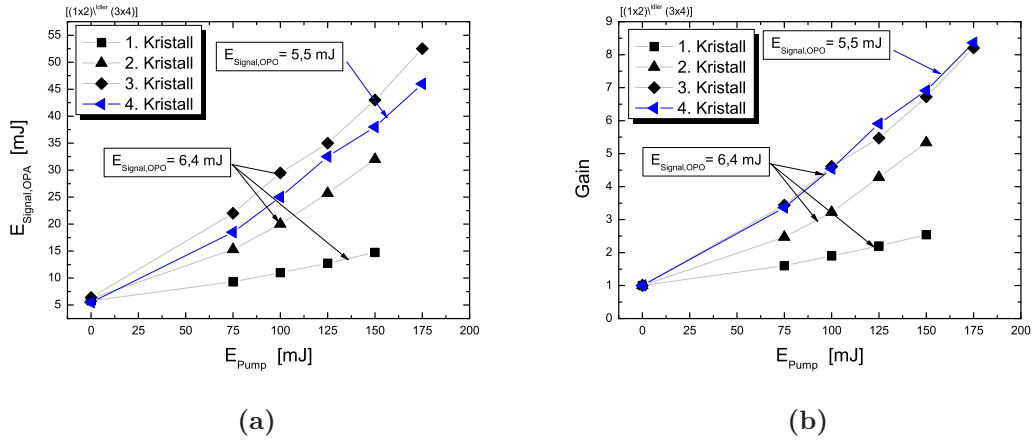 [(1x2)\^Idler (3x4)]
55
50
45
40
35
30
25
20
15
10
5
E_Signal,OPA [mJ]
1. Kristall
2. Kristall
3. Kristall
4. Kristall
E_Signal,OPO = 5,5 mJ
E_Signal,OPO = 6,4 mJ
0 25 50 75 100 125 150 175 200
E_Pump [mJ]
(a)
[(1x2)\^Idler (3x4)]
9
8
7
6
5
4
3
2
1
0
Gain
1. Kristall
2. Kristall
3. Kristall
4. Kristall
E_Signal,OPO = 5,5 mJ
E_Signal,OPO = 6,4 mJ
0 25 50 75 100 125 150 175 200
E_Pump [mJ]
(b)